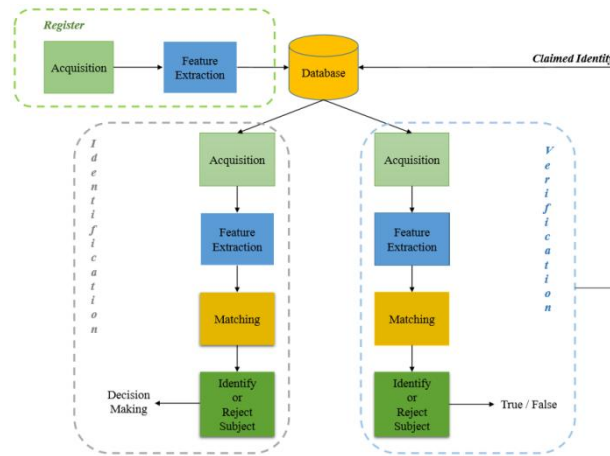 Register
Acquisition
Feature
Extraction
Database
Claimed Identity
Identification
Acquisition
Feature
Extraction
Matching
Identify
or
Reject
Subject
Decision
Making
Verification
Acquisition
Feature
Extraction
Matching
Identify
or
Reject
Subject
True / False